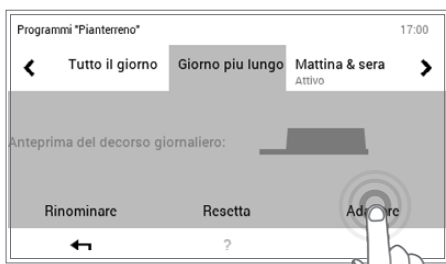 Programmi "Pianterreno" 17:00
Tutto il giorno Giorno piu lungo Mattina & sera
Attivo
Anteprima del decorso giornaliero:
Rinominare Resetta
?